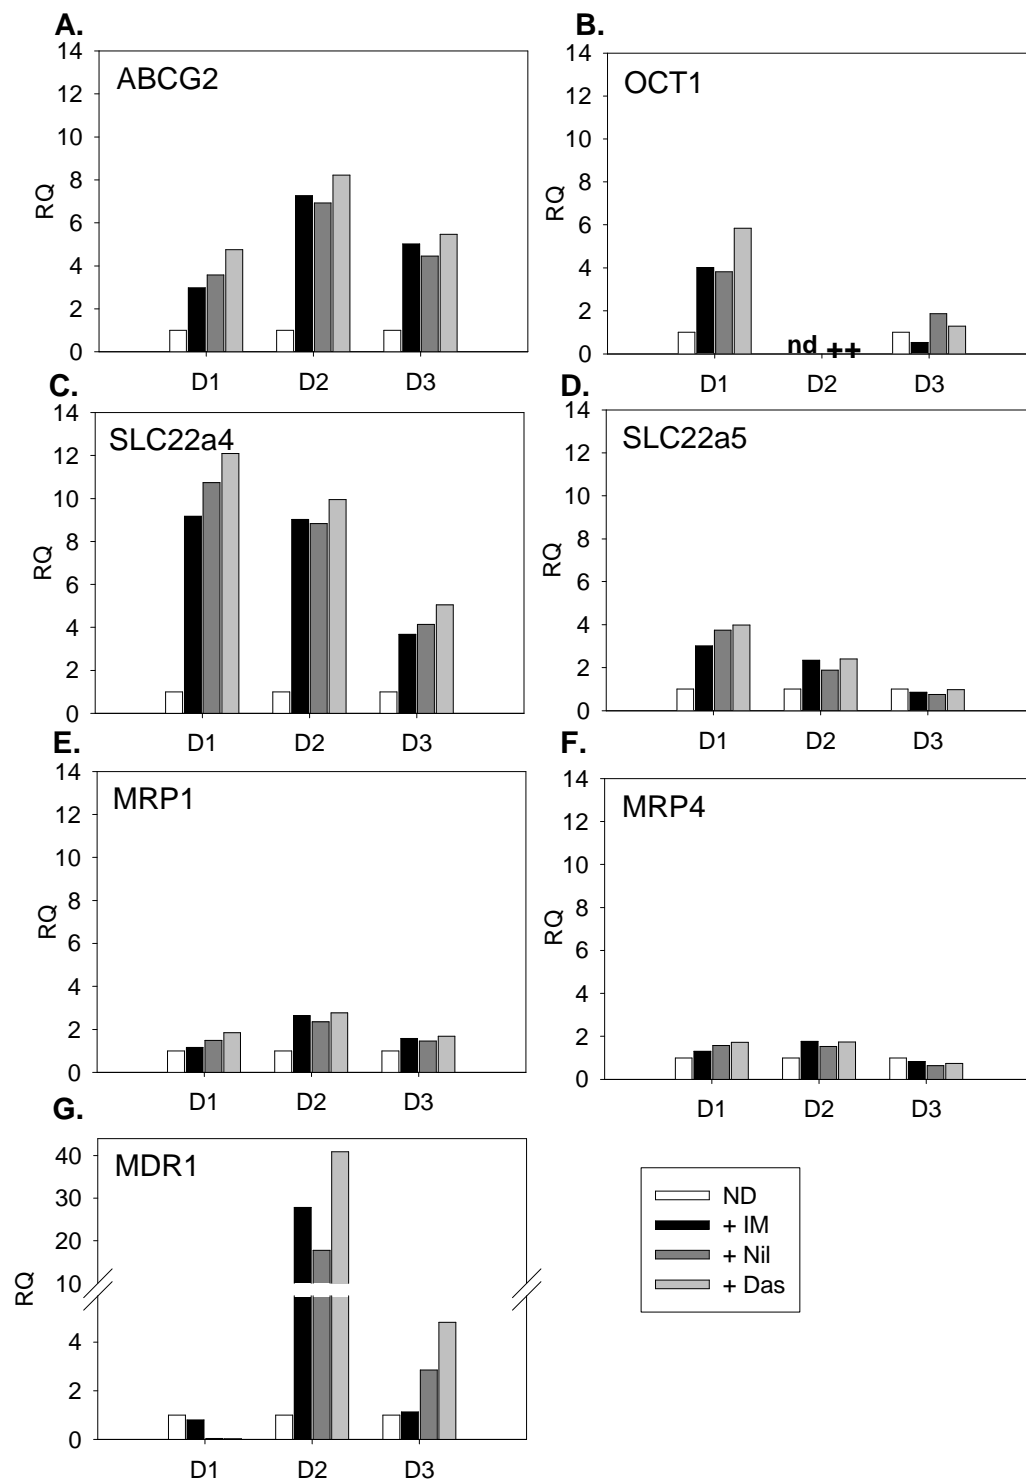 A.
ABCG2
RQ
14
12
10
8
6
4
2
0
D1 D2 D3
B.
OCT1
RQ
14
12
10
8
6
4
2
0
nd ++
D1 D2 D3
C.
SLC22a4
RQ
14
12
10
8
6
4
2
0
D1 D2 D3
D.
SLC22a5
RQ
14
12
10
8
6
4
2
0
D1 D2 D3
E.
MRP1
RQ
14
12
10
8
6
4
2
0
D1 D2 D3
F.
MRP4
RQ
14
12
10
8
6
4
2
0
D1 D2 D3
G.
MDR1
RQ
40
30
20
10
4
2
0
D1 D2 D3
ND
+ IM
+ Nil
+ Das